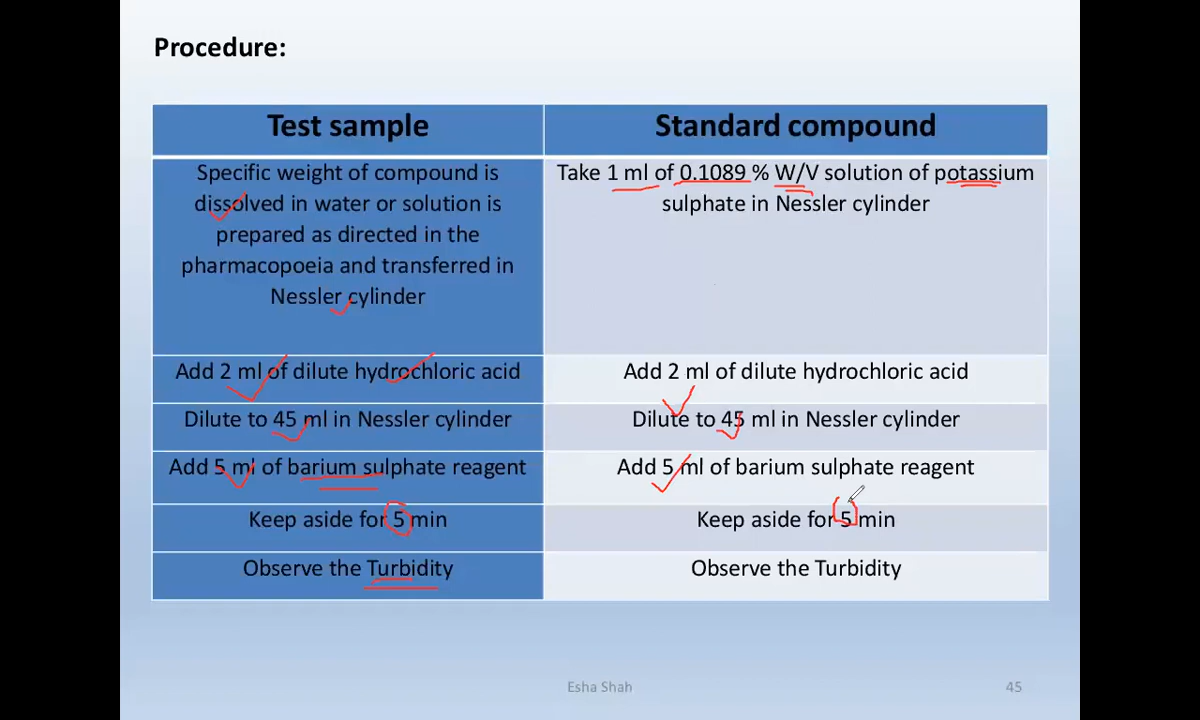 Procedure:
Test sample
Standard compound
Specific weight of compound is
dissolved in water or solution is
prepared as directed in the
pharmacopoeia and transferred in
Nessler cylinder
Take 1 ml of 0.1089 % W/V solution of potassium
sulphate in Nessler cylinder
Add 2 ml of dilute hydrochloric acid
Add 2 ml of dilute hydrochloric acid
Dilute to 45 ml in Nessler cylinder
Dilute to 45 ml in Nessler cylinder
Add 5 ml of barium sulphate reagent
Add 5 ml of barium sulphate reagent
Keep aside for 5 min
Keep aside for 5 min
Observe the Turbidity
Observe the Turbidity
Esha Shah
45